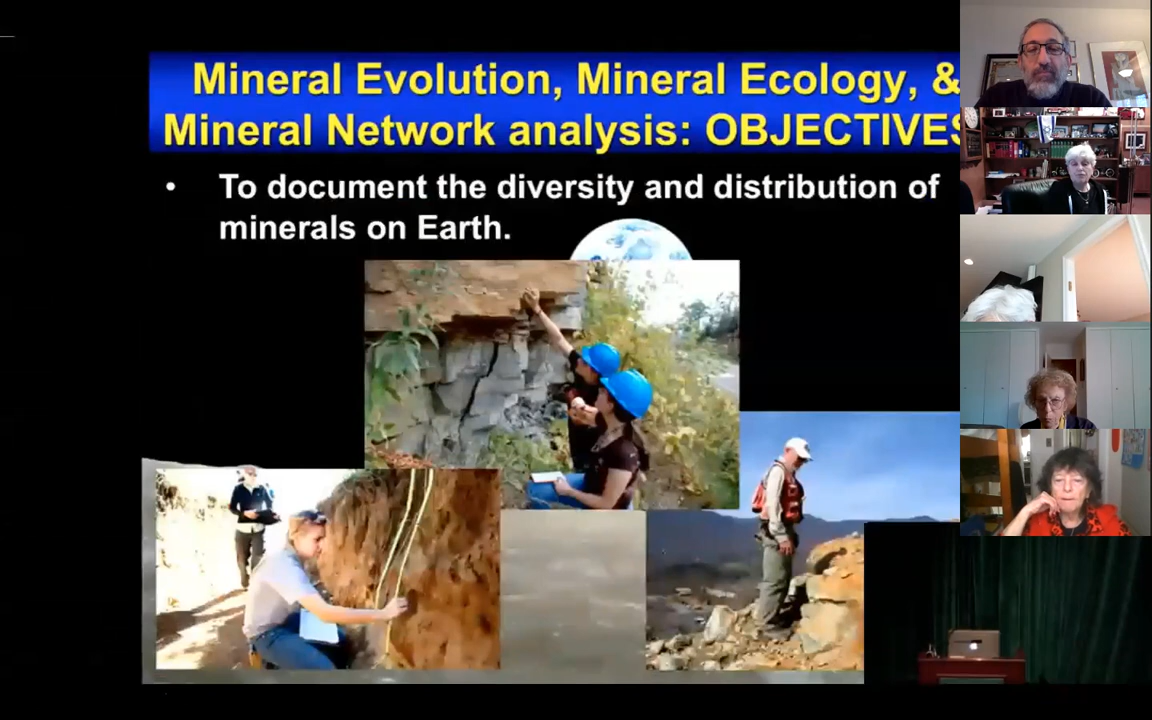 Mineral Evolution, Mineral Ecology, &
Mineral Network analysis: OBJECTIVES
• To document the diversity and distribution of
minerals on Earth.